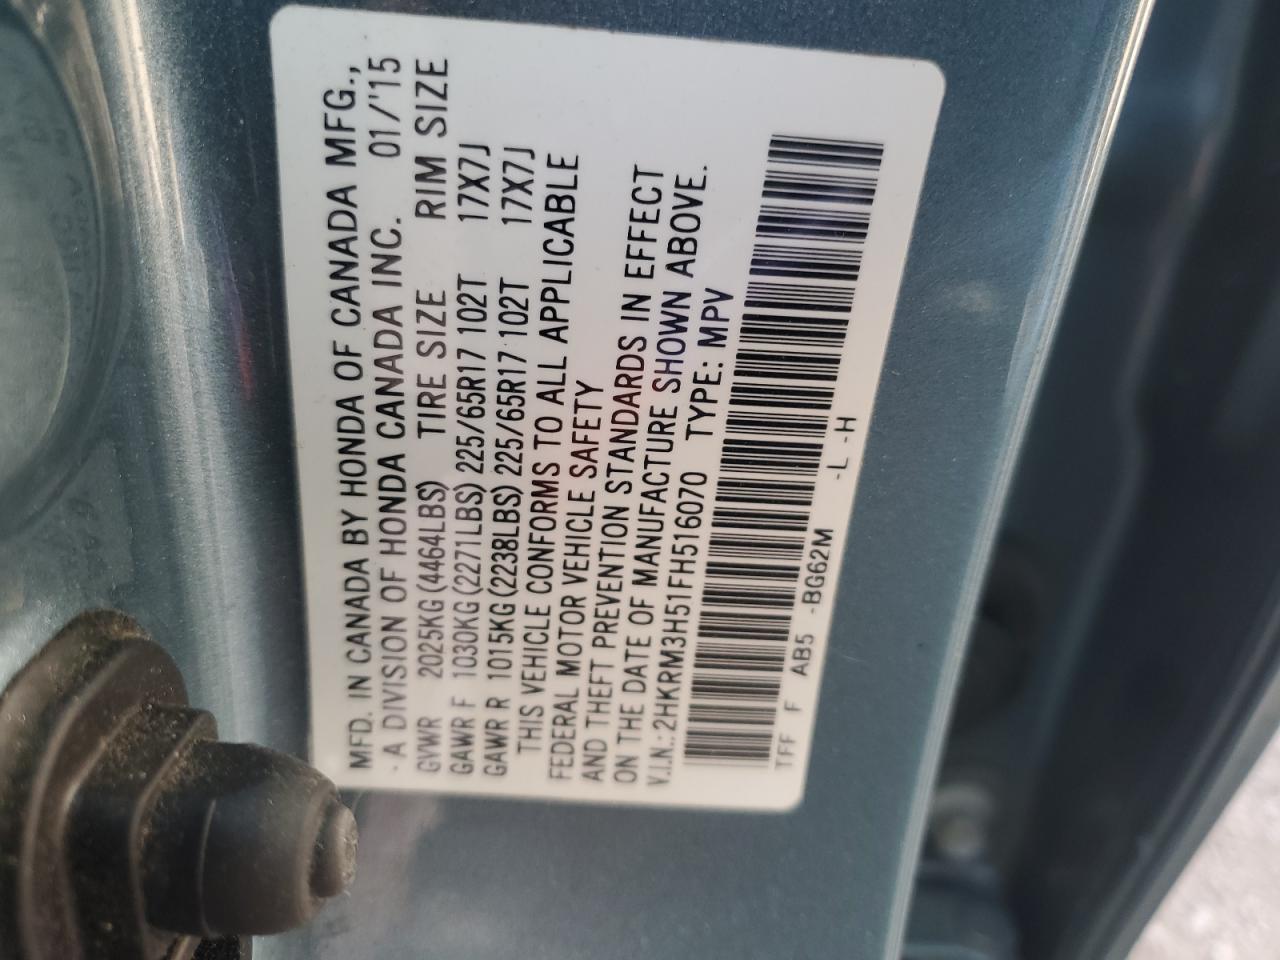 MFD. IN CANADA BY HONDA OF CANADA MFG.,
- A DIVISION OF HONDA CANADA INC. 01/'15
GVWR 2025KG(4464LBS) TIRE SIZE RIM SIZE
GAWR F 1030KG(2271LBS) 225/65R17 102T 17X7J
GAWR R 1015KG(2238LBS) 225/65R17 102T 17X7J
THIS VEHICLE CONFORMS TO ALL APPLICABLE
FEDERAL MOTOR VEHICLE SAFETY
AND THEFT PREVENTION STANDARDS IN EFFECT
ON THE DATE OF MANUFACTURE SHOWN ABOVE.
V.I.N.:2HKRM3H51FH516070 TYPE: MPV
TFF F AB5 -BG62M -L -H